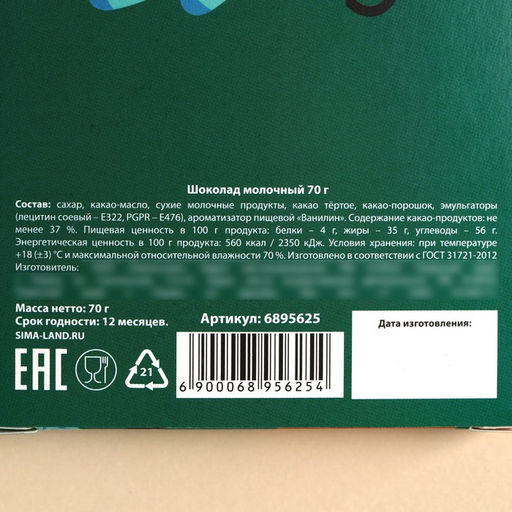 Шоколад молочный 70 г
Состав: сахар, какао-масло, сухие молочные продукты, какао тёртое, какао-порошок, эмульгаторы
(лецитин соевый – E322, PGPR – E476), ароматизатор пищевой «Ванилин». Содержание какао-продуктов: не
менее 37 %. Пищевая ценность в 100 г продукта: белки – 4 г, жиры – 35 г, углеводы – 56 г.
Энергетическая ценность в 100 г продукта: 560 ккал / 2350 кДж. Условия хранения: при температуре
+18 (±3) °С и максимальной относительной влажности 70 %. Изготовлено в соответствии с ГОСТ 31721-2012
Изготовитель:
Масса нетто: 70 г
Срок годности: 12 месяцев.
SIMA-LAND.RU
EAC
21
Артикул: 6895625
6 900068 956254
Дата изготовления: